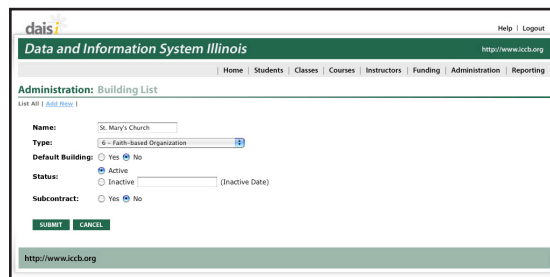 dais i
Help | Logout
Data and Information System Illinois
http://www.iccb.org
| Home | Students | Classes | Courses | Instructors | Funding | Administration | Reporting
Administration: Building List
List All | Add New |
Name: St. Mary's Church
Type: 6 - Faith-based Organization
Default Building: Yes No
Status: Active
Inactive (Inactive Date)
Subcontract: Yes No
SUBMIT CANCEL
http://www.iccb.org